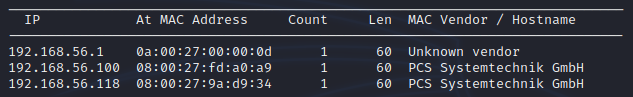 IP At MAC Address Count Len MAC Vendor / Hostname
192.168.56.1 0a:00:27:00:00:0d 1 60 Unknown vendor
192.168.56.100 08:00:27:fd:a0:a9 1 60 PCS Systemtechnik GmbH
192.168.56.118 08:00:27:9a:d9:34 1 60 PCS Systemtechnik GmbH